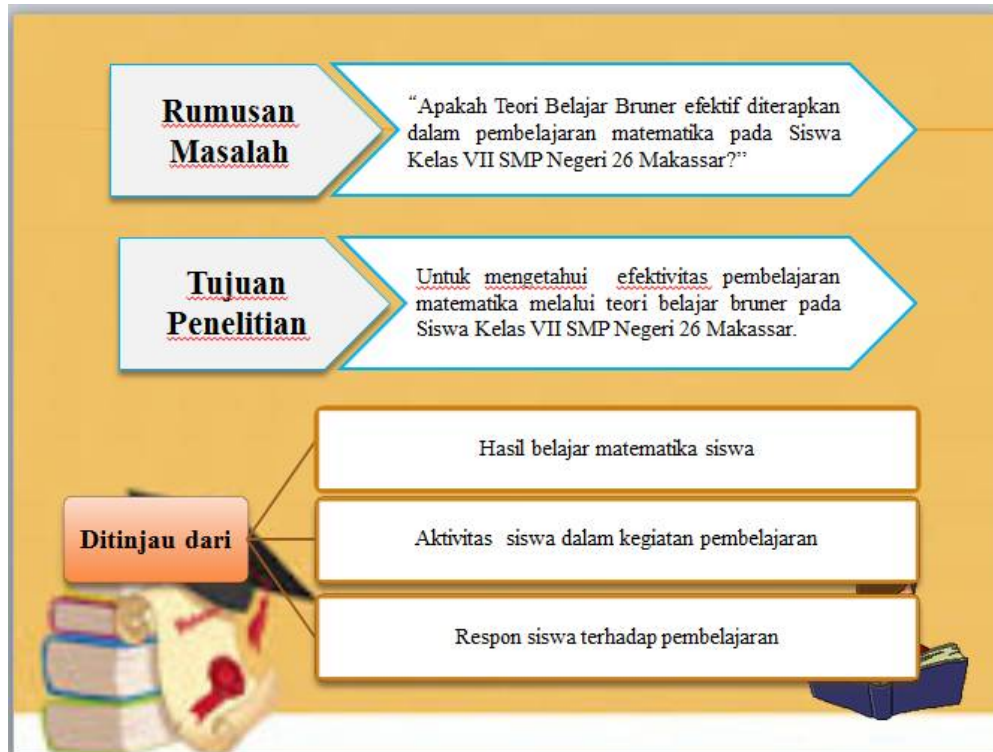 Rumusan
Masalah
“Apakah Teori Belajar Bruner efektif diterapkan
dalam pembelajaran matematika pada Siswa
Kelas VII SMP Negeri 26 Makassar?”
Tujuan
Penelitian
Untuk mengetahui efektivitas pembelajaran
matematika melalui teori belajar bruner pada
Siswa Kelas VII SMP Negeri 26 Makassar.
Ditinjau dari
Hasil belajar matematika siswa
Aktivitas siswa dalam kegiatan pembelajaran
Respon siswa terhadap pembelajaran